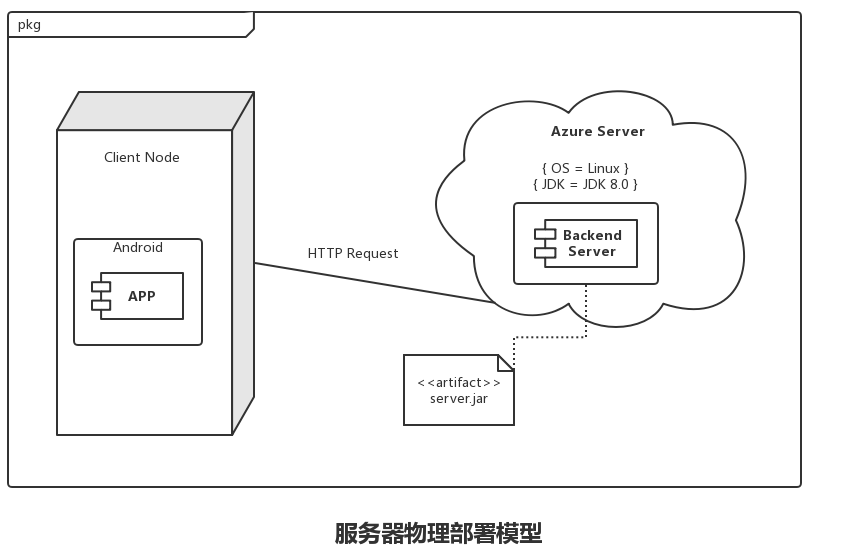 pkg
Client Node
Android
APP
HTTP Request
Azure Server
{ OS = Linux }
{ JDK = JDK 8.0 }
Backend
Server
<<artifact>>
server.jar
服务器物理部署模型